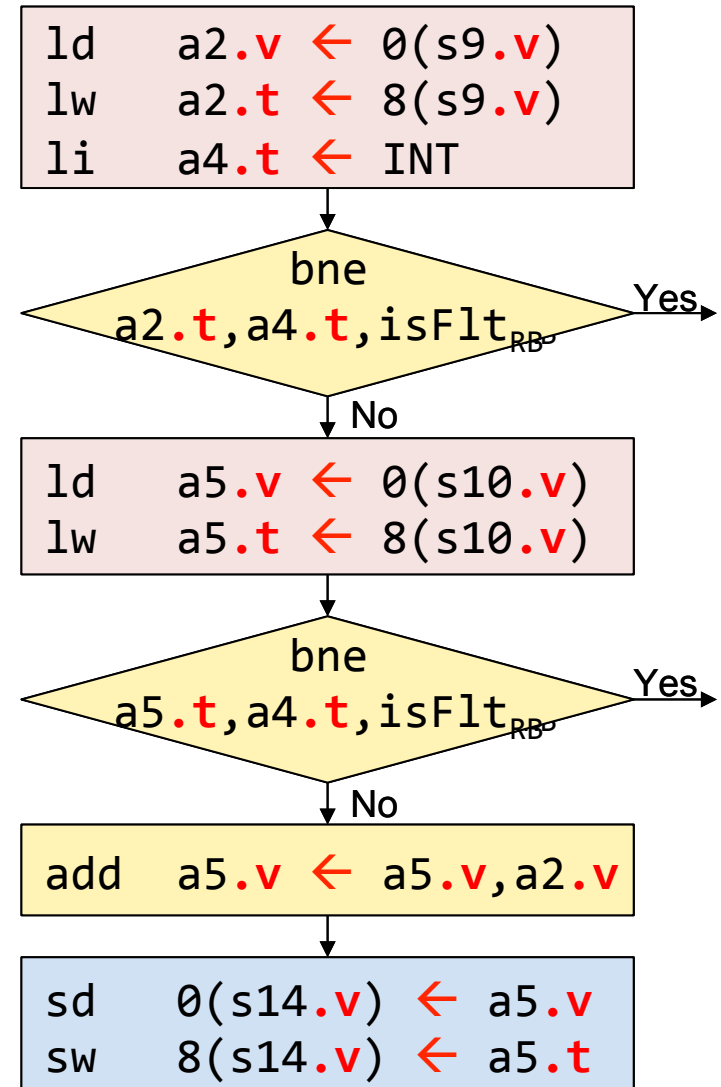 ld a2.v ← 0(s9.v)
lw a2.t ← 8(s9.v)
li a4.t ← INT
bne
a2.t,a4.t,isFlt
Yes
No
ld a5.v ← 0(s10.v)
lw a5.t ← 8(s10.v)
bne
a5.t,a4.t,isFlt
Yes
No
add a5.v ← a5.v,a2.v
sd 0(s14.v) ← a5.v
sw 8(s14.v) ← a5.t